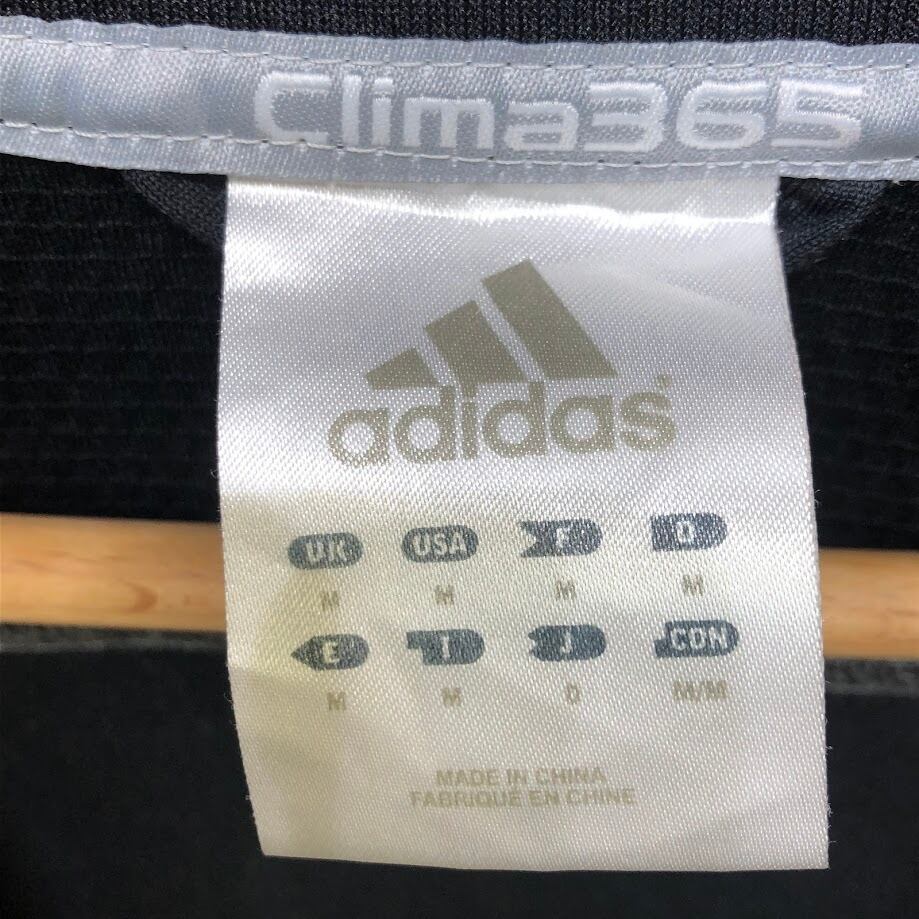 Clima365
adidas
UK USA F D
M M M M
E I J CDN
M M O M/M
MADE IN CHINA
FABRIQUÉ EN CHINE